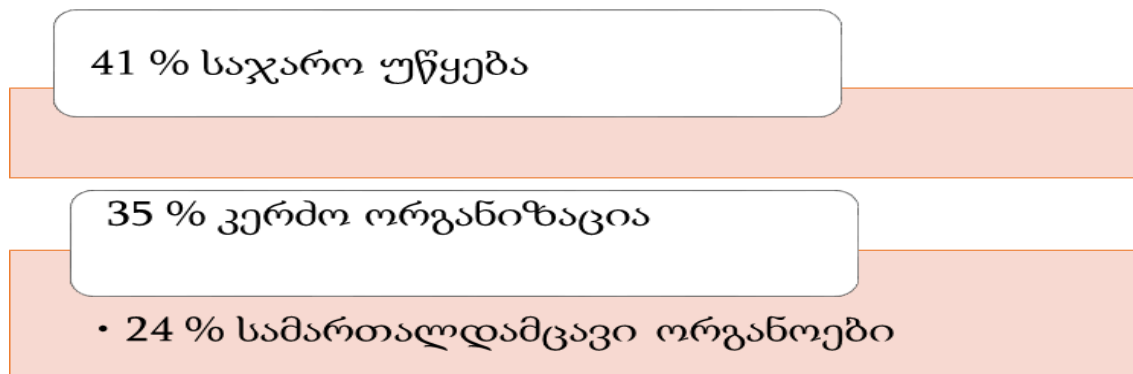 41 % საჯარო უწყება
35 % კერძო ორგანიზაცია
• 24 % სამართალდამცავი ორგანოები